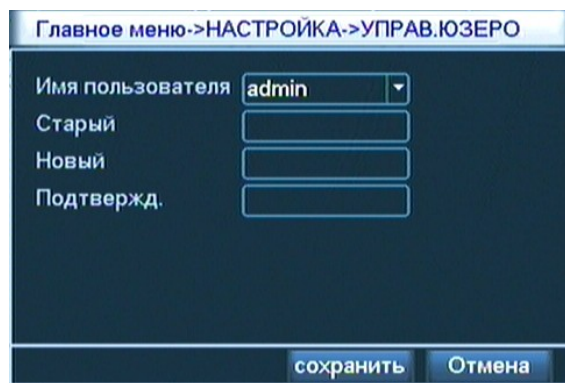 Главное меню->НАСТРОЙКА->УПРАВ.ЮЗЕРО
Имя пользователя admin
Старый
Новый
Подтвержд.
сохранить Отмена